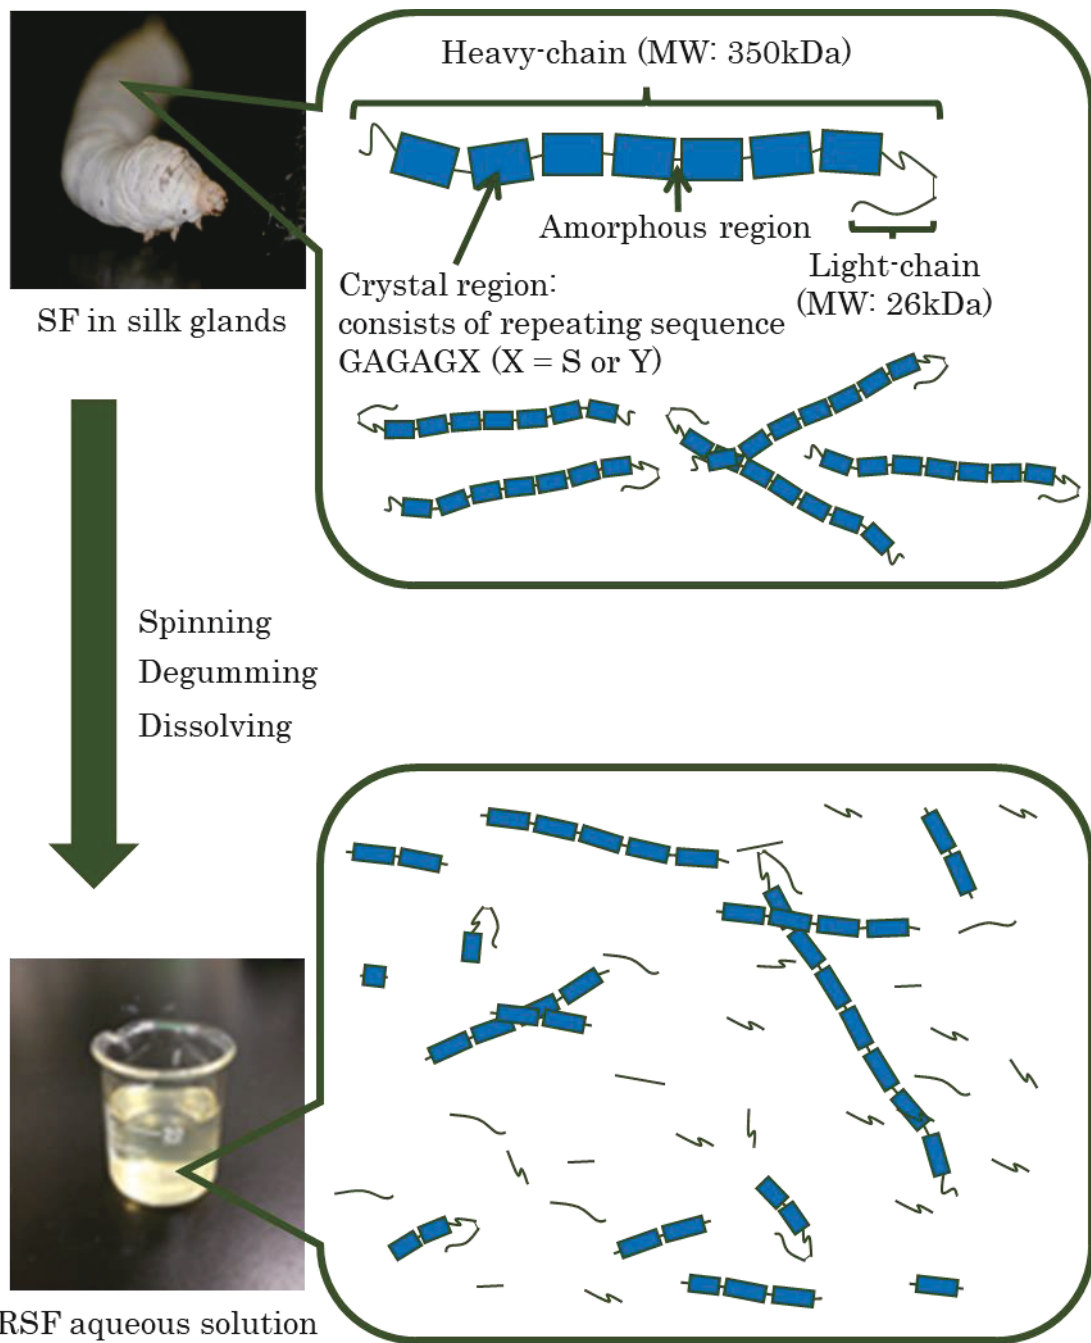 Heavy-chain (MW: 350kDa)
Amorphous region
Light-chain
(MW: 26kDa)
Crystal region:
consists of repeating sequence
GAGAGX (X = S or Y)
SF in silk glands
Spinning
Degumming
Dissolving
RSF aqueous solution